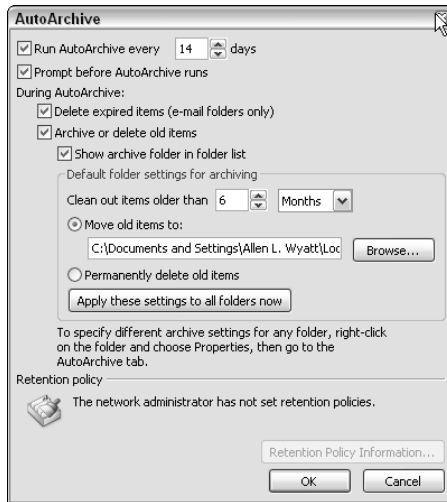 AutoArchive
Run AutoArchive every 14 days
Prompt before AutoArchive runs
During AutoArchive:
Delete expired items (e-mail folders only)
Archive or delete old items
Show archive folder in folder list
Default folder settings for archiving
Clean out items older than 6 Months
Move old items to:
C:\Documents and Settings\Allen L. Wyatt\Loc Browse...
Permanently delete old items
Apply these settings to all folders now
To specify different archive settings for any folder, right-click
on the folder and choose Properties, then go to the
AutoArchive tab.
Retention policy
The network administrator has not set retention policies.
Retention Policy Information...
OK Cancel